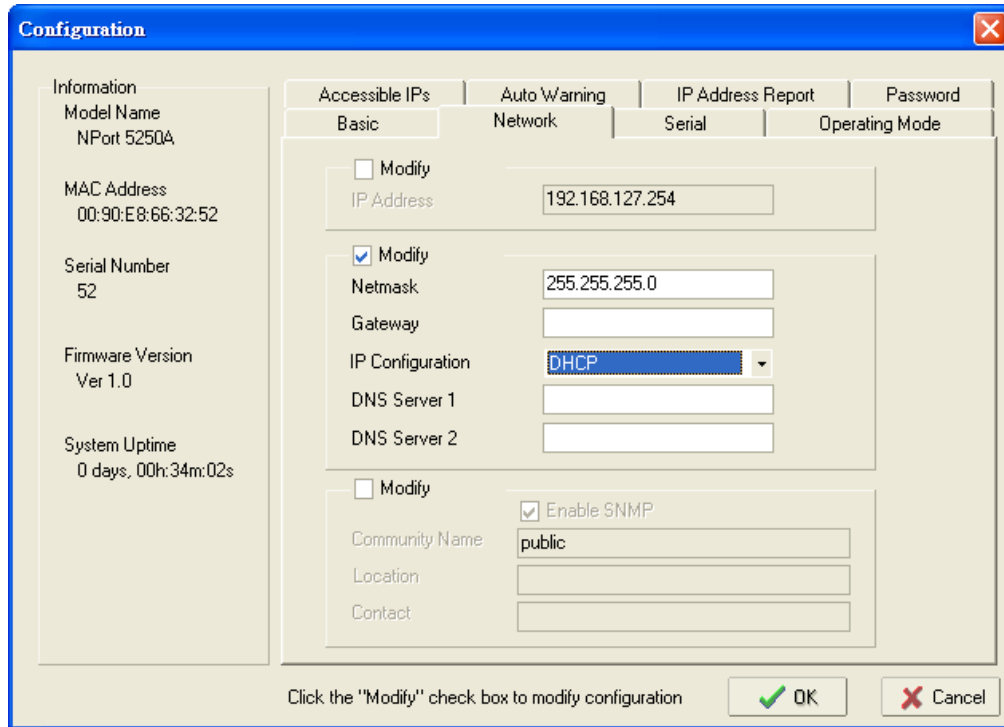 Configuration
Information
Model Name
NPort 5250A
MAC Address
00:90:E8:66:32:52
Serial Number
52
Firmware Version
Ver 1.0
System Uptime
0 days, 00h:34m:02s
Accessible IPs
Auto Warning
IP Address Report
Password
Basic
Network
Serial
Operating Mode
Modify
IP Address
192.168.127.254
Modify
Netmask
255.255.255.0
Gateway
IP Configuration
DHCP
DNS Server 1
DNS Server 2
Modify
Enable SNMP
Community Name
public
Location
Contact
Click the "Modify" check box to modify configuration
OK
Cancel